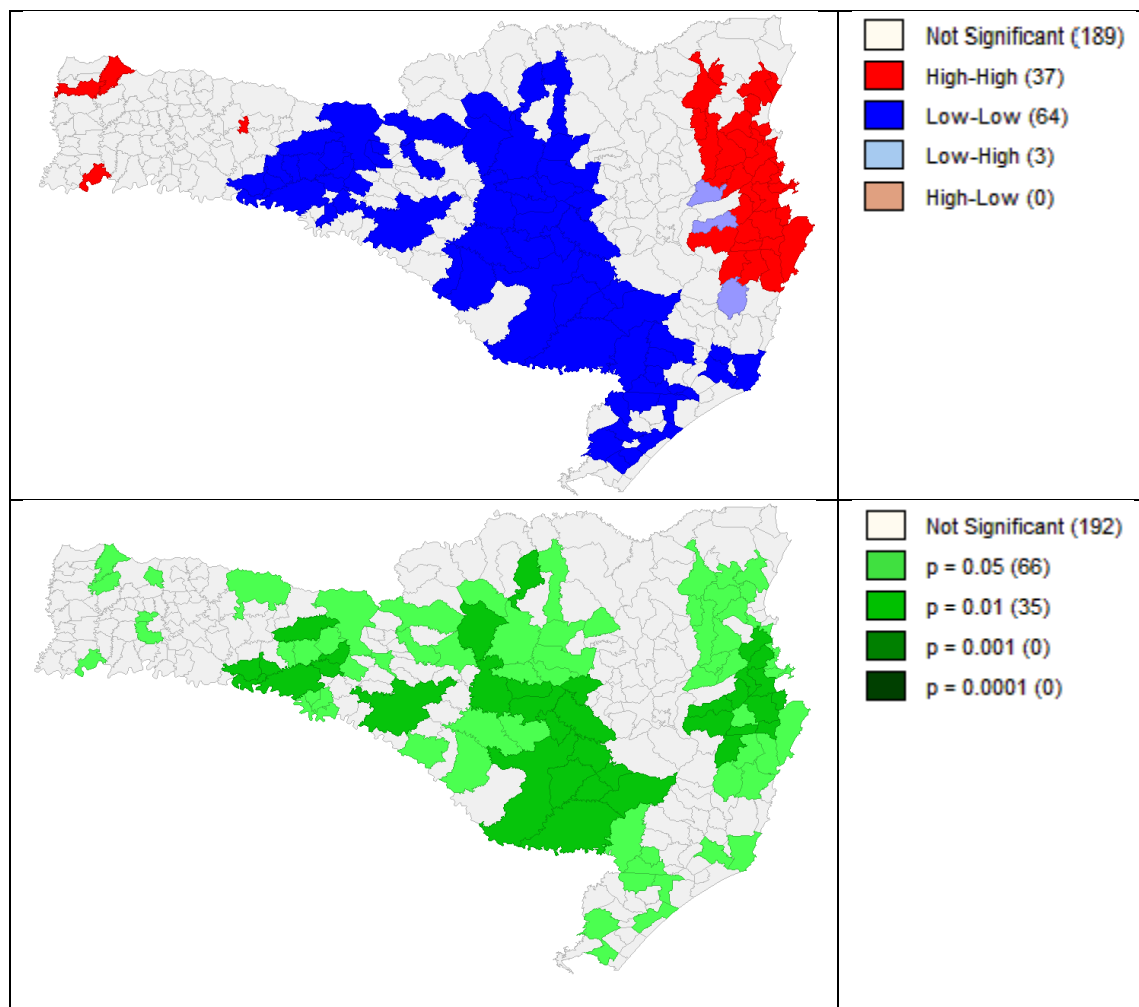 Not Significant (189)
High-High (37)
Low-Low (64)
Low-High (3)
High-Low (0)
Not Significant (192)
p = 0.05 (66)
p = 0.01 (35)
p = 0.001 (0)
p = 0.0001 (0)